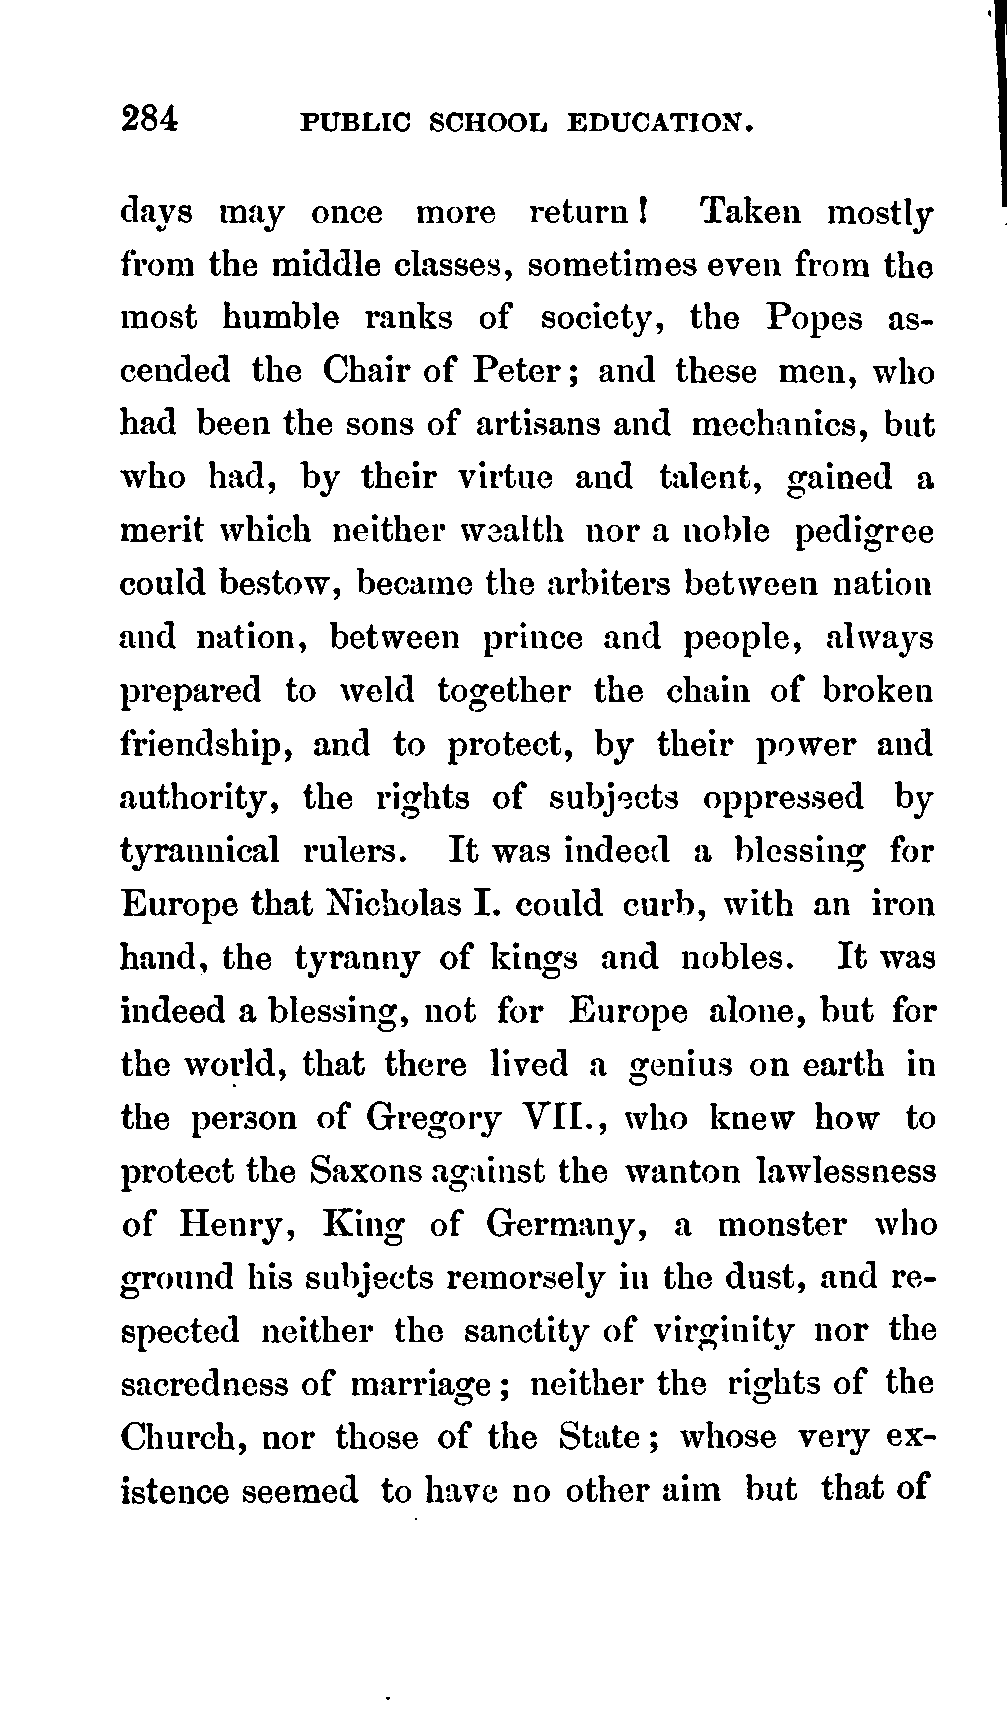 284 PUBLIC SCHOOL EDUCATION.
days may once more return! Taken mostly
from the middle classes, sometimes even from the
most humble ranks of society, the Popes as-
cended the Chair of Peter; and these men, who
had been the sons of artisans and mechanics, but
who had, by their virtue and talent, gained a
merit which neither wealth nor a noble pedigree
could bestow, became the arbiters between nation
and nation, between prince and people, always
prepared to weld together the chain of broken
friendship, and to protect, by their power and
authority, the rights of subjects oppressed by
tyrannical rulers. It was indeed a blessing for
Europe that Nicholas I. could curb, with an iron
hand, the tyranny of kings and nobles. It was
indeed a blessing, not for Europe alone, but for
the world, that there lived a genius on earth in
the person of Gregory VII., who knew how to
protect the Saxons against the wanton lawlessness
of Henry, King of Germany, a monster who
ground his subjects remorsely in the dust, and re-
spected neither the sanctity of virginity nor the
sacredness of marriage; neither the rights of the
Church, nor those of the State; whose very ex-
istence seemed to have no other aim but that of